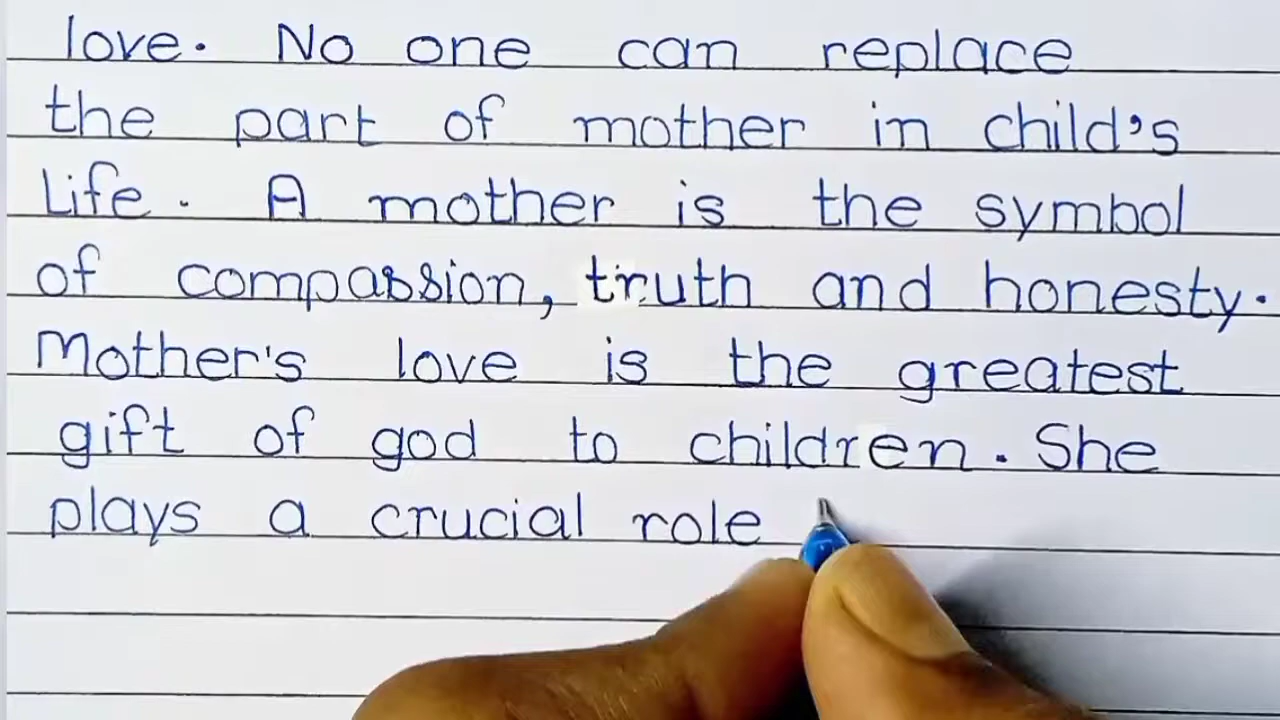 love. No one can replace
the part of mother in child's
Life. A mother is the symbol
of compassion, truth and honesty.
Mother's love is the greatest
gift of god to children. She
plays a crucial role